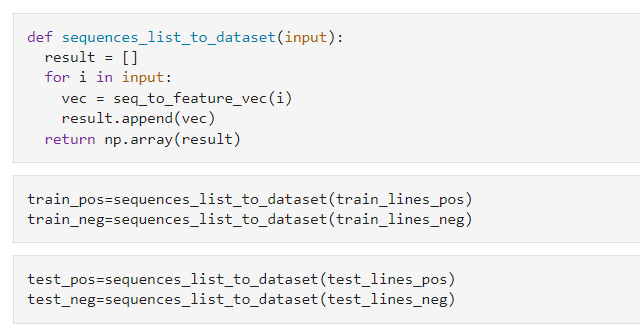 def sequences_list_to_dataset(input):
  result = []
  for i in input:
    vec = seq_to_feature_vec(i)
    result.append(vec)
  return np.array(result)
train_pos=sequences_list_to_dataset(train_lines_pos)
train_neg=sequences_list_to_dataset(train_lines_neg)
test_pos=sequences_list_to_dataset(test_lines_pos)
test_neg=sequences_list_to_dataset(test_lines_neg)